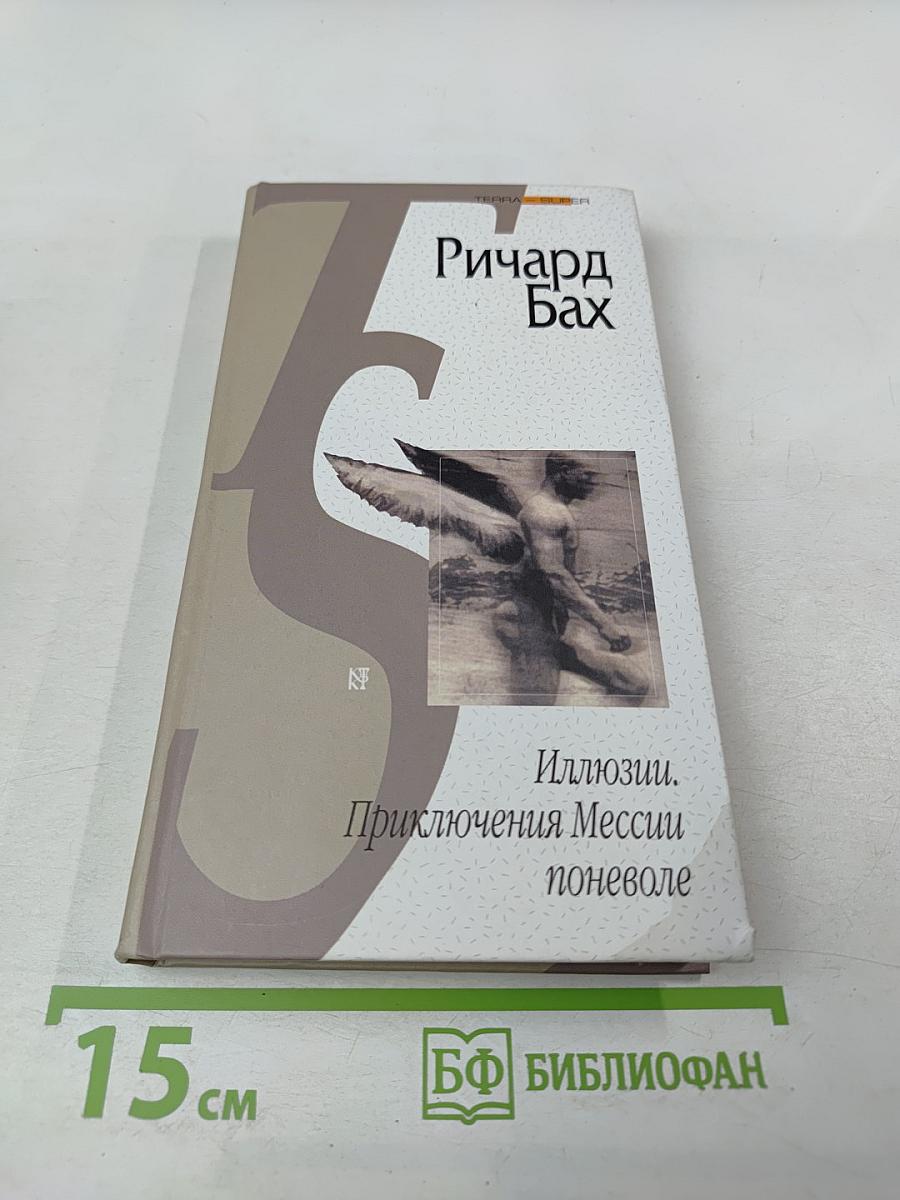 TERRA – SUPER
Ричард
Бах
Иллюзии.
Приключения Мессии
поневоле
15 см
БФ БИБЛИОФАН